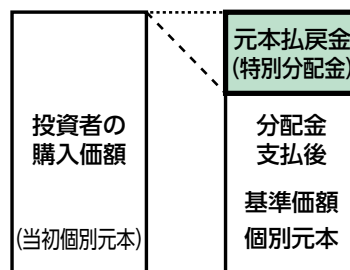 投資者の
購入価額
(当初個別元本)
元本払戻金
(特別分配金)
分配金
支払後
基準価額
個別元本